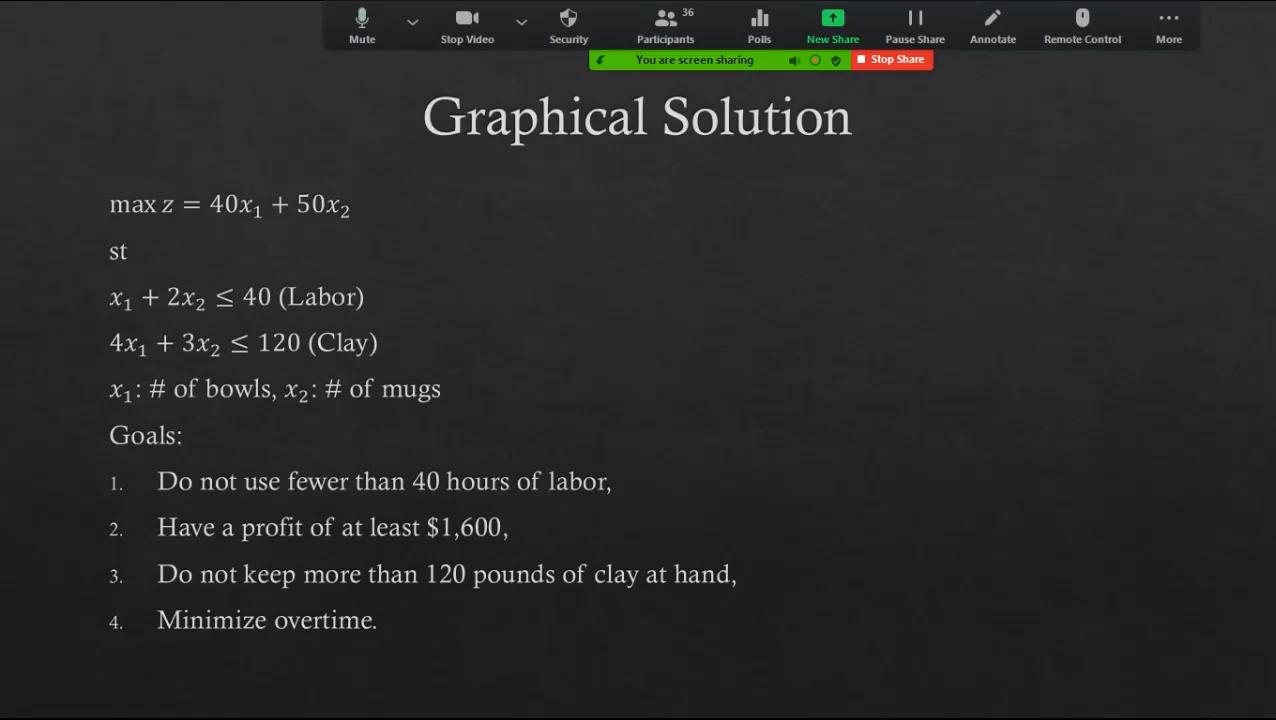 36
Mute Stop Video Security Participants Polls New Share Pause Share Annotate Remote Control More
You are screen sharing Stop Share
Graphical Solution
max z = 40x₁ + 50x₂
st
x₁ + 2x₂ ≤ 40 (Labor)
4x₁ + 3x₂ ≤ 120 (Clay)
x₁: # of bowls, x₂: # of mugs
Goals:
1. Do not use fewer than 40 hours of labor,
2. Have a profit of at least $1,600,
3. Do not keep more than 120 pounds of clay at hand,
4. Minimize overtime.